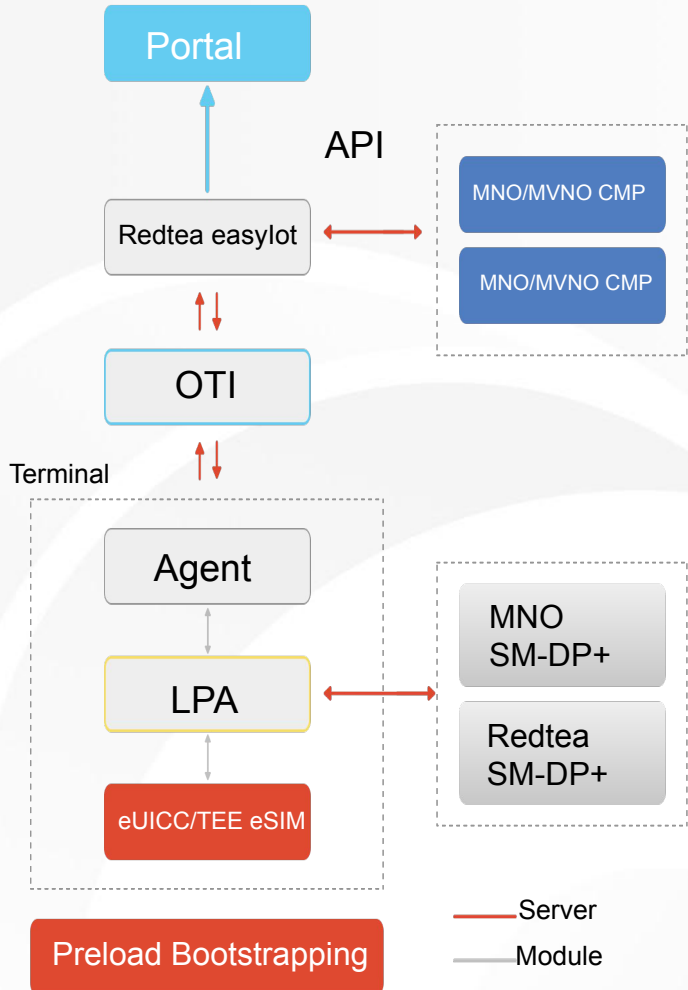 Portal
API
MNO/MVNO CMP
Redtea easylot
MNO/MVNO CMP
OTI
Terminal
Agent
MNO
SM-DP+
LPA
Redtea
SM-DP+
eUICC/TEE eSIM
Server
Preload Bootstrapping
Module